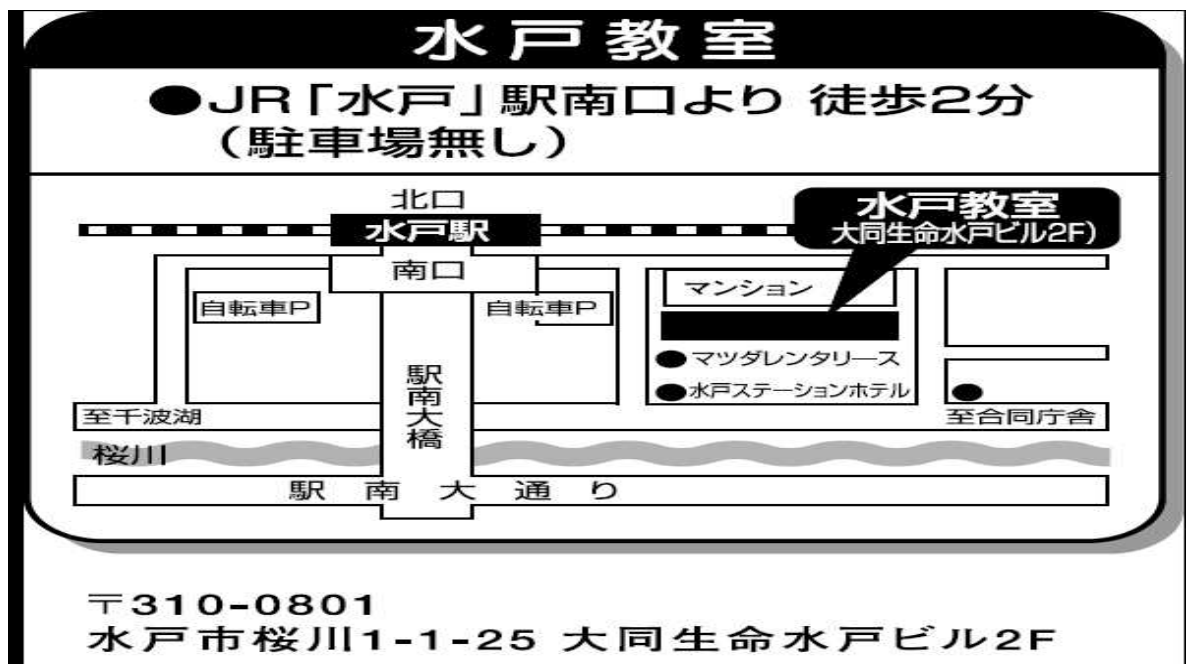 水戸教室
●JR「水戸」駅南口より 徒歩2分
(駐車場無し)
北口
水戸駅
水戸教室
大同生命水戸ビル2F)
南口
マンション
自転車P
自転車P
●マツダレンタリース
駅南大橋
●水戸ステーションホテル
至千波湖
至合同庁舎
桜川
駅南大通り
〒310-0801
水戸市桜川1-1-25 大同生命水戸ビル2F